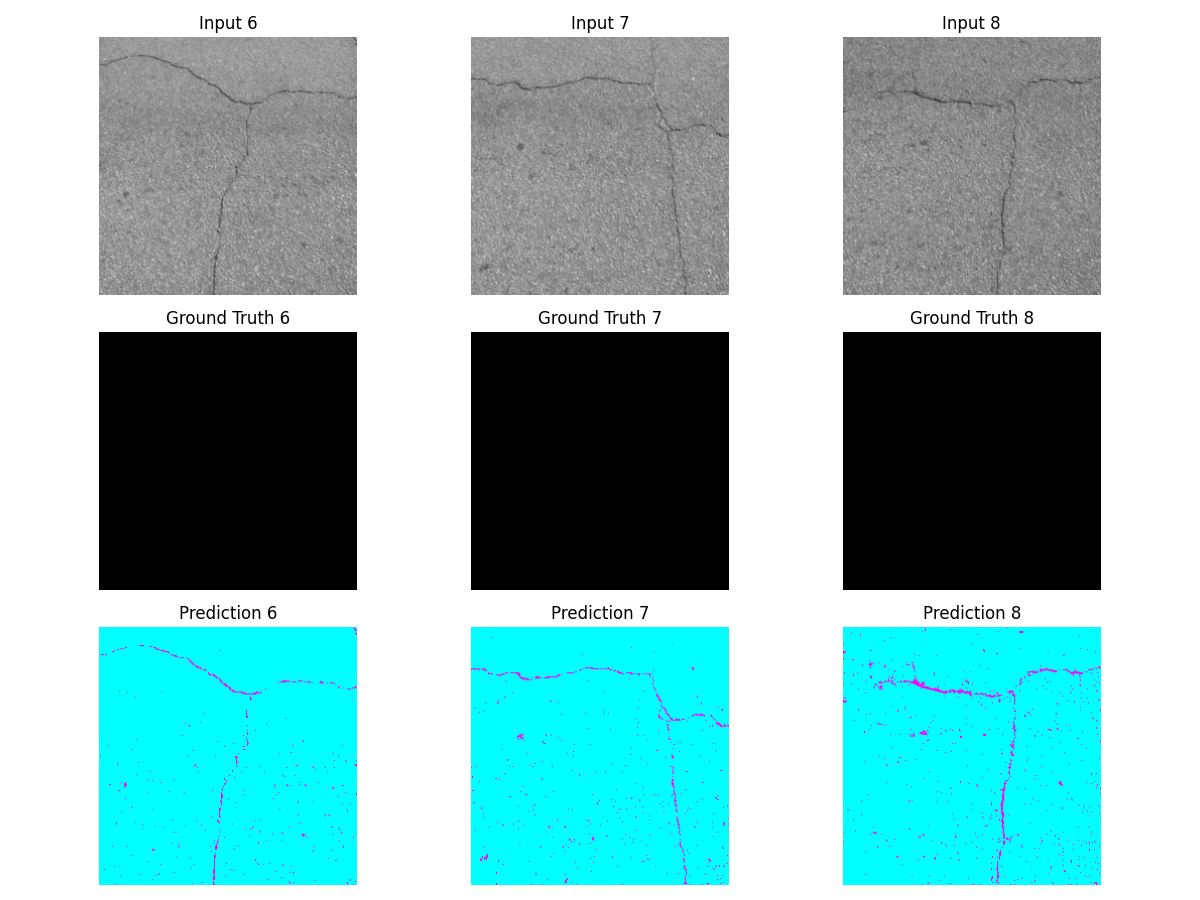 Input 6
Input 7
Input 8
Ground Truth 6
Ground Truth 7
Ground Truth 8
Prediction 6
Prediction 7
Prediction 8